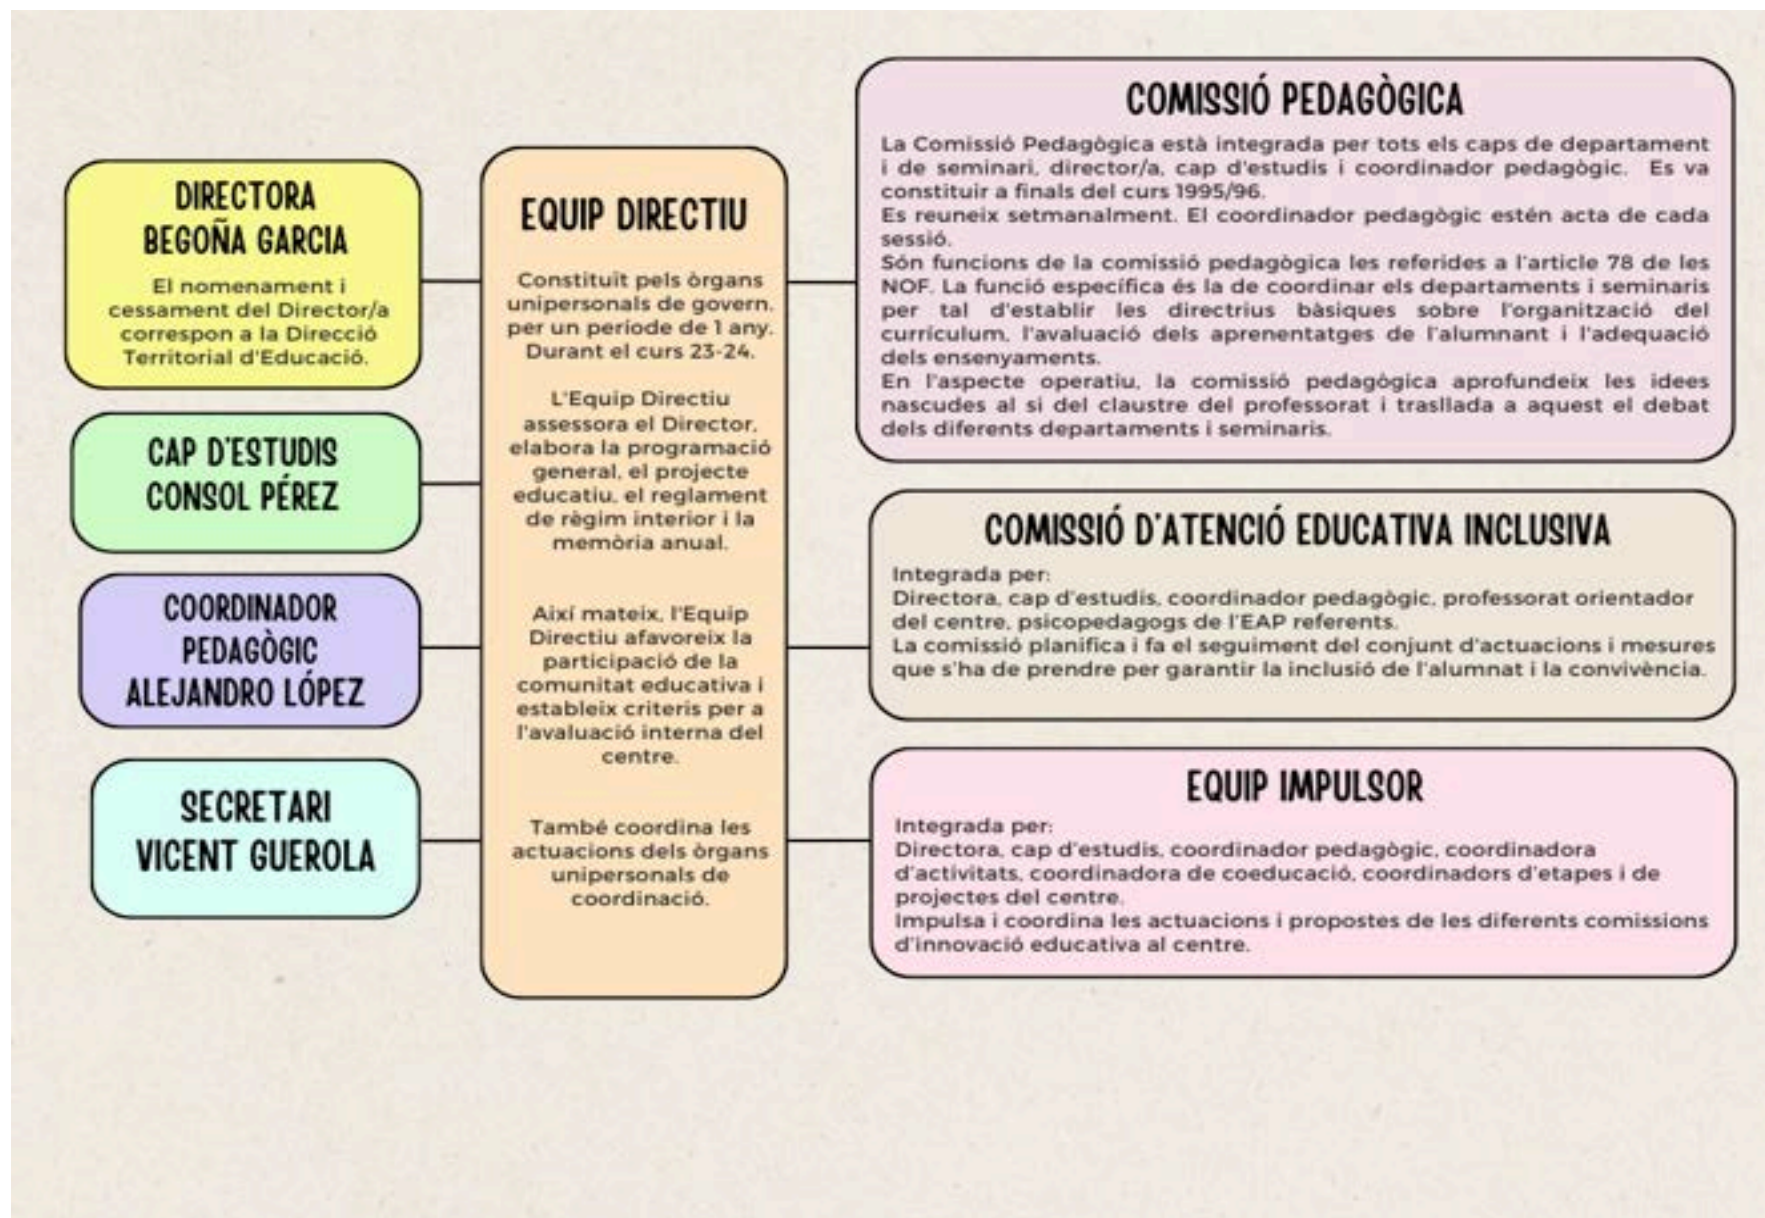 DIRECTORA
BEGOÑA GARCIA
El nomenament i
cessament del Director/a
correspon a la Direcció
Territorial d'Educació.
CAP D'ESTUDIS
CONSOL PÉREZ
COORDINADOR
PEDAGÒGIC
ALEJANDRO LÓPEZ
SECRETARI
VICENT GUEROLA
EQUIP DIRECTIU
Constituït pels òrgans
unipersonals de govern,
per un període de 1 any.
Durant el curs 23-24.
L'Equip Directiu
assessora el Director,
elabora la programació
general, el projecte
educatiu, el reglament
de règim interior i la
memòria anual.
Així mateix, l'Equip
Directiu afavoreix la
participació de la
comunitat educativa i
estableix criteris per a
l'avaluació interna del
centre.
També coordina les
actuacions dels òrgans
unipersonals de
coordinació.
COMISSIÓ PEDAGÒGICA
La Comissió Pedagògica està integrada per tots els caps de departament
i de seminari, director/a, cap d'estudis i coordinador pedagògic. Es va
constituir a finals del curs 1995/96.
Es reuneix setmanalment. El coordinador pedagògic estén acta de cada
sessió.
Són funcions de la comissió pedagògica les referides a l'article 78 de les
NOF. La funció específica és la de coordinar els departaments i seminaris
per tal d'establir les directrius bàsiques sobre l'organització del
currículum, l'avaluació dels aprenentatges de l'alumnant i l'adequació
dels ensenyaments.
En l'aspecte operatiu, la comissió pedagògica aprofundeix les idees
nascudes al si del claustre del professorat i trasllada a aquest el debat
dels diferents departaments i seminaris.
COMISSIÓ D'ATENCIÓ EDUCATIVA INCLUSIVA
Integrada per:
Directora, cap d'estudis, coordinador pedagògic, professorat orientador
del centre, psicopedagogs de l'EAP referents.
La comissió planifica i fa el seguiment del conjunt d'actuacions i mesures
que s'ha de prendre per garantir la inclusió de l'alumnat i la convivència.
EQUIP IMPULSOR
Integrada per:
Directora, cap d'estudis, coordinador pedagògic, coordinadora
d'activitats, coordinadora de coeducació, coordinadors d'etapes i de
projectes del centre.
Impulsa i coordina les actuacions i propostes de les diferents comissions
d'innovació educativa al centre.